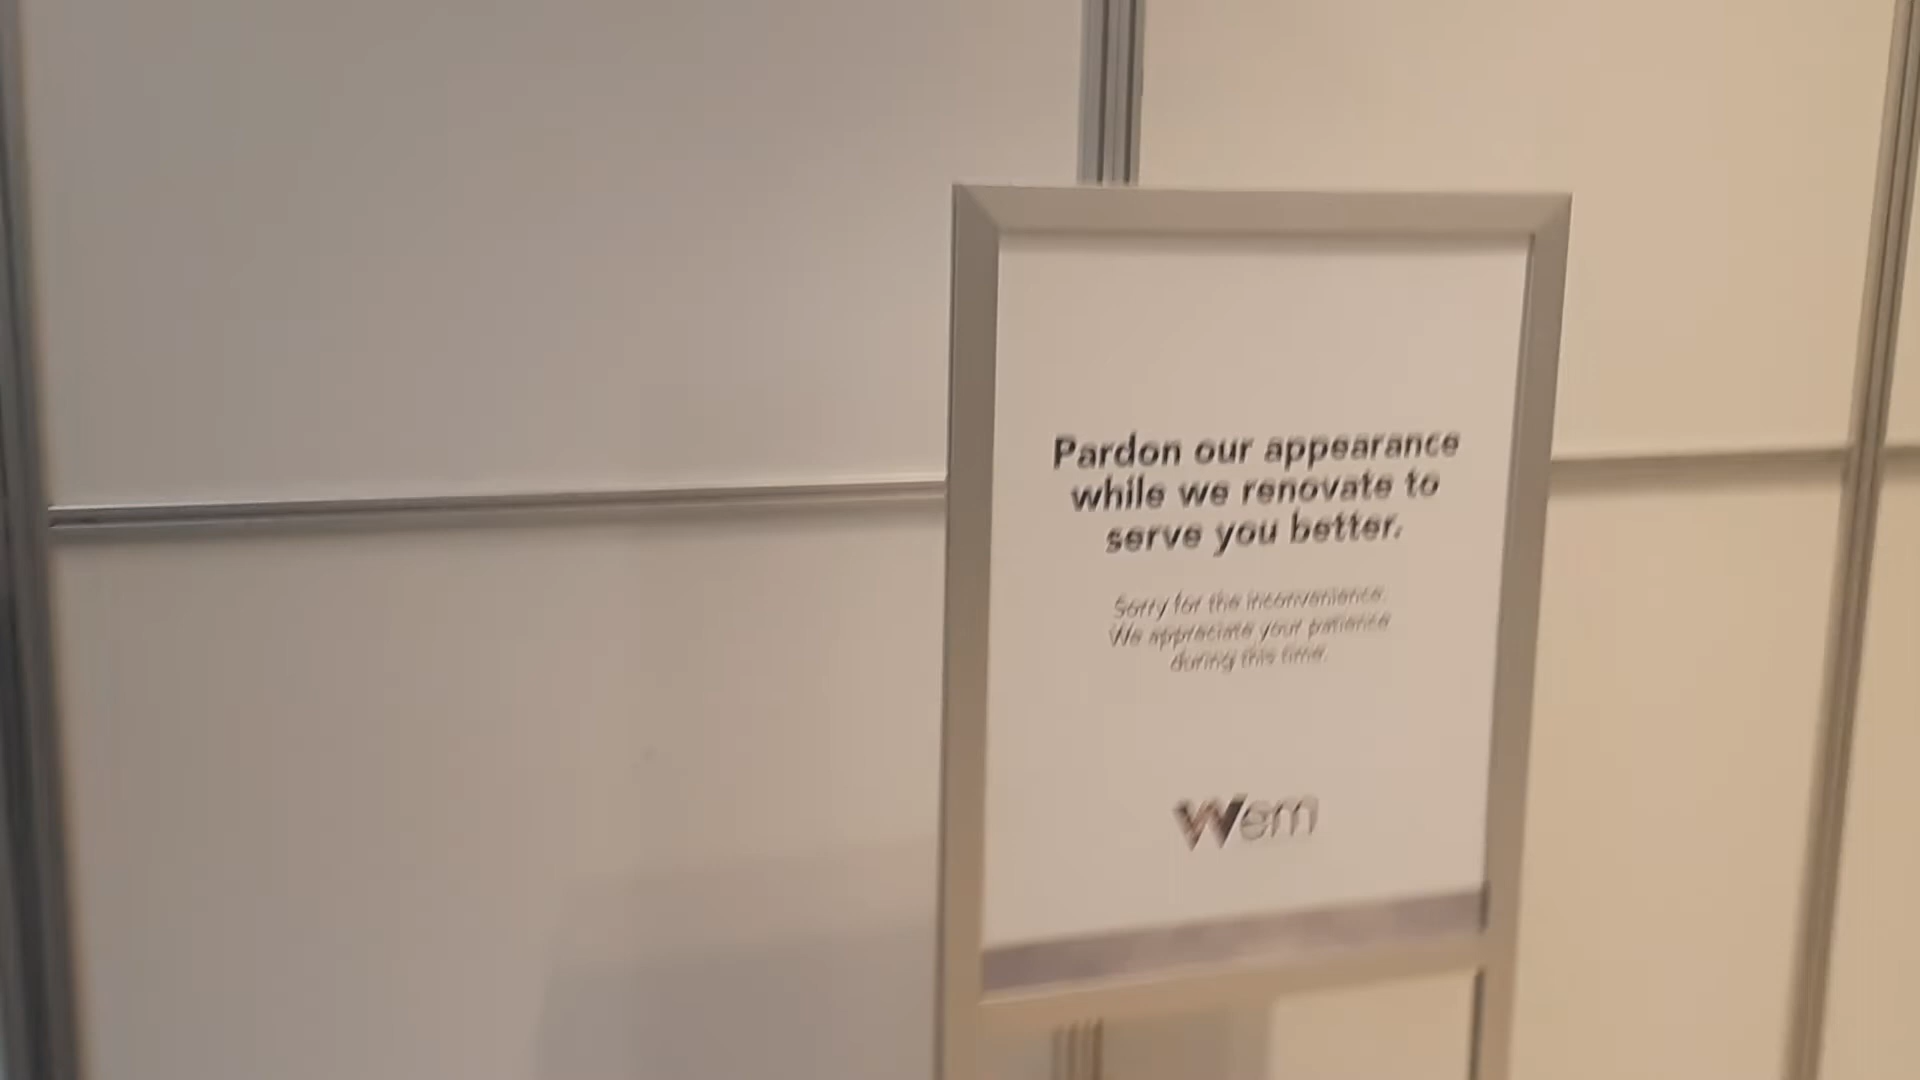 Pardon our appearance
while we renovate to
serve you better.
Sorry for the inconvenience.
We appreciate your patience
during this time.
Wem